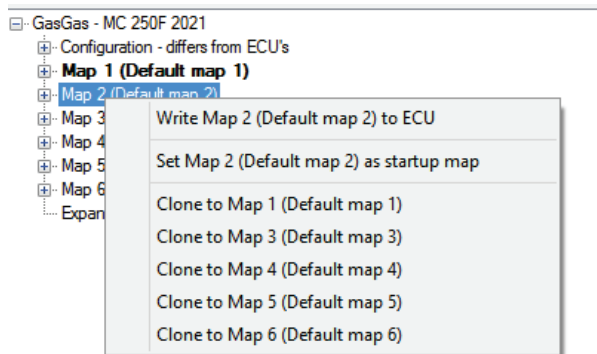 GasGas - MC 250F 2021
Configuration - differs from ECU's
Map 1 (Default map 1)
Map 2 (Default map 2)
Map 3
Map 4
Map 5
Map 6
Expan
Write Map 2 (Default map 2) to ECU
Set Map 2 (Default map 2) as startup map
Clone to Map 1 (Default map 1)
Clone to Map 3 (Default map 3)
Clone to Map 4 (Default map 4)
Clone to Map 5 (Default map 5)
Clone to Map 6 (Default map 6)